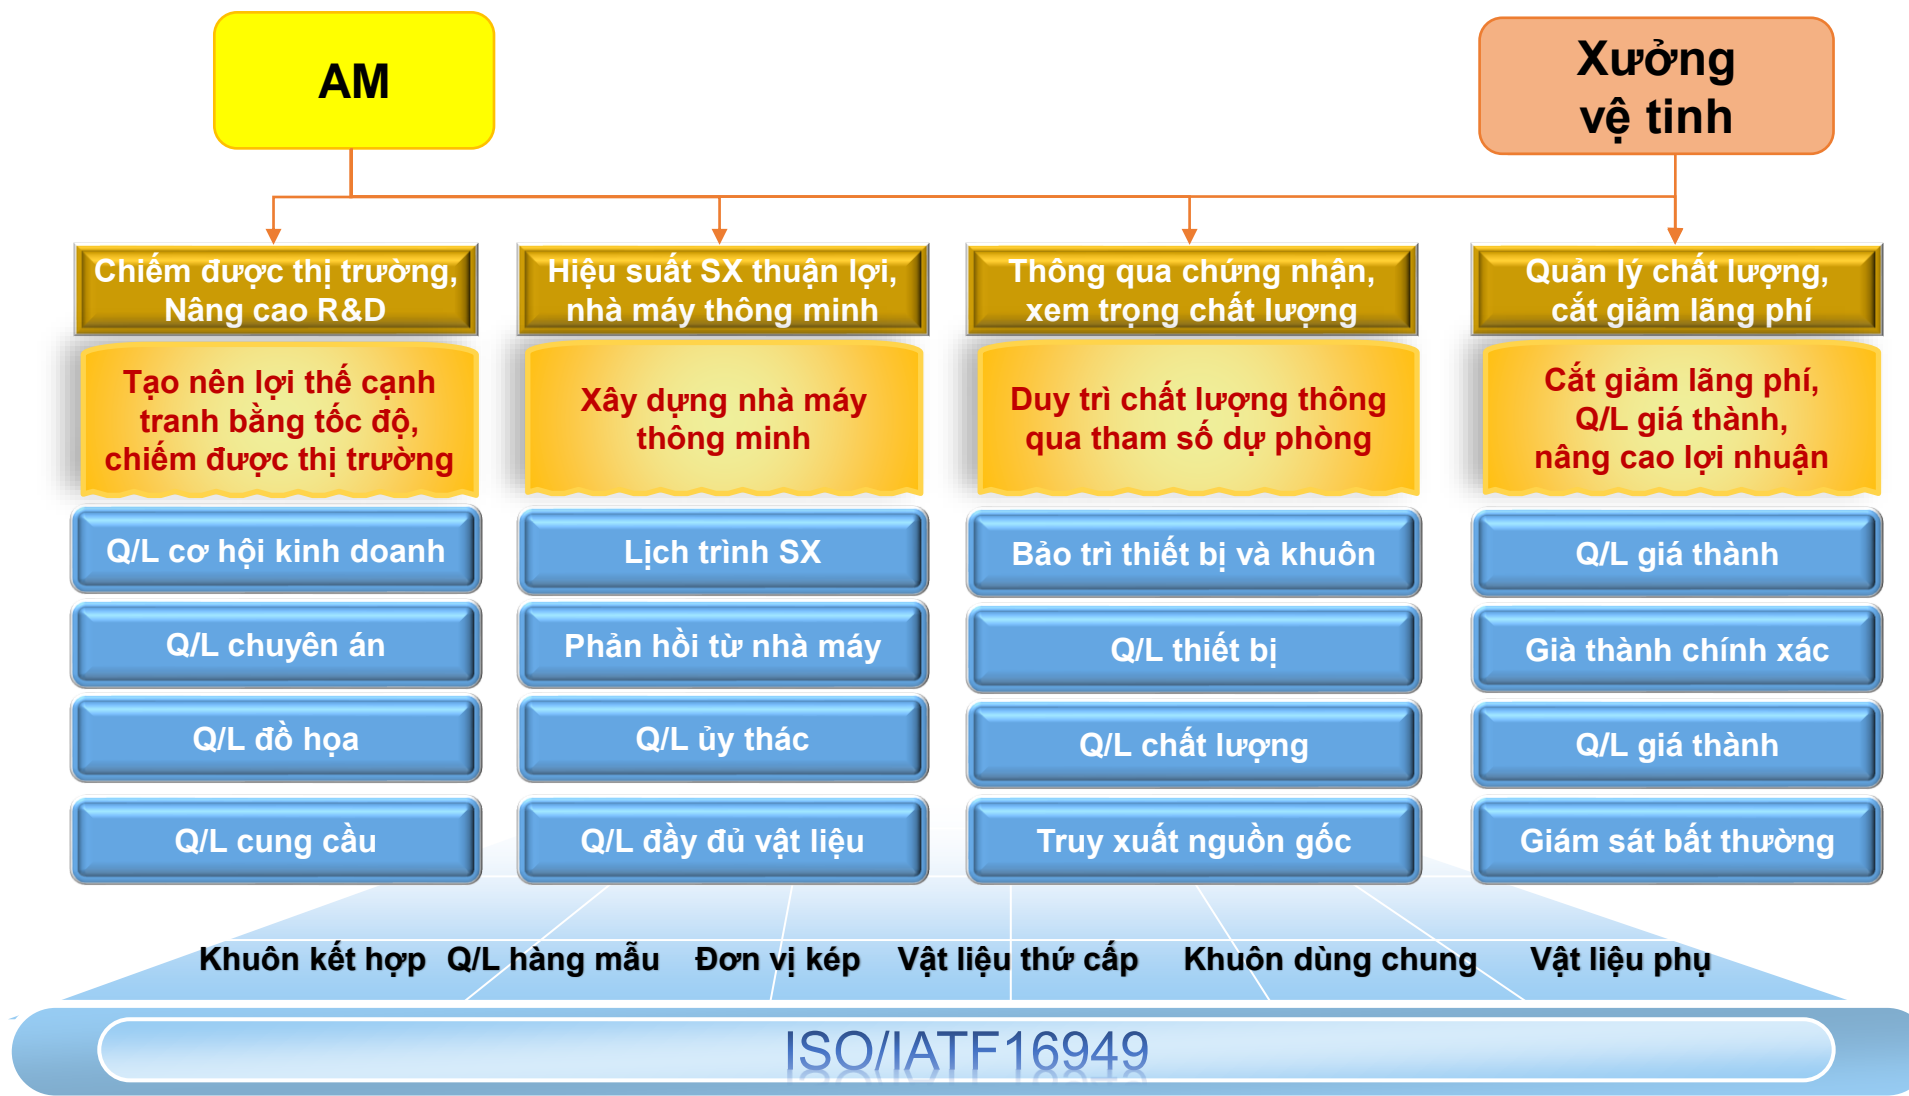 AM
Xưởng
vệ tinh
Chiếm được thị trường,
Nâng cao R&D
Hiệu suất SX thuận lợi,
nhà máy thông minh
Thông qua chứng nhận,
xem trọng chất lượng
Quản lý chất lượng,
cắt giảm lãng phí
Tạo nên lợi thế cạnh
tranh bằng tốc độ,
chiếm được thị trường
Xây dựng nhà máy
thông minh
Duy trì chất lượng thông
qua tham số dự phòng
Cắt giảm lãng phí,
Q/L giá thành,
nâng cao lợi nhuận
Q/L cơ hội kinh doanh
Lịch trình SX
Bảo trì thiết bị và khuôn
Q/L giá thành
Q/L chuyên án
Phản hồi từ nhà máy
Q/L thiết bị
Già thành chính xác
Q/L đồ họa
Q/L ủy thác
Q/L chất lượng
Q/L giá thành
Q/L cung cầu
Q/L đầy đủ vật liệu
Truy xuất nguồn gốc
Giám sát bất thường
Khuôn kết hợp Q/L hàng mẫu Đơn vị kép Vật liệu thứ cấp Khuôn dùng chung Vật liệu phụ
ISO/IATF16949